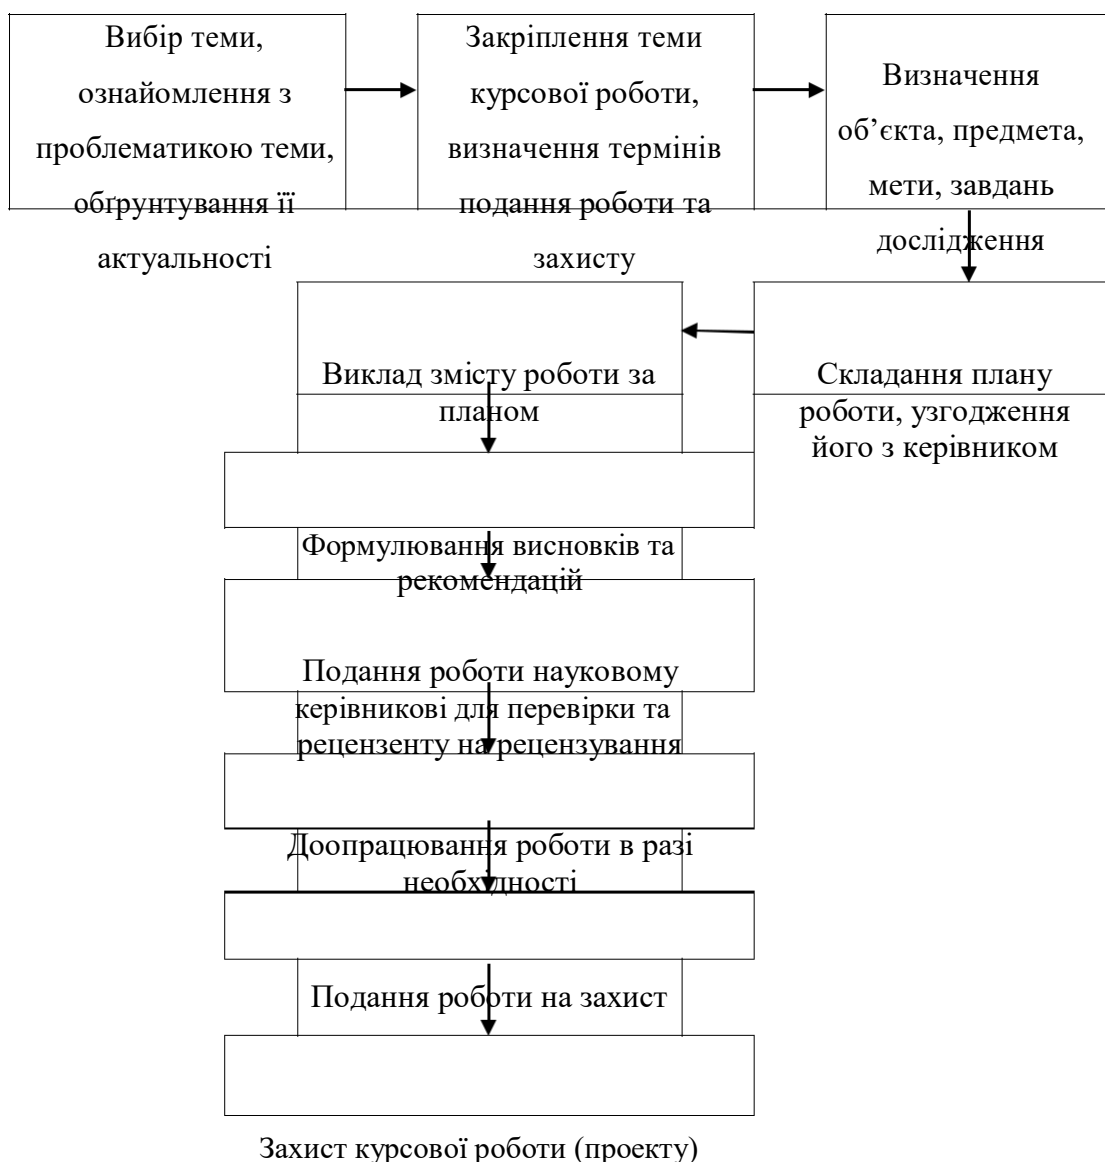 Вибір теми,
ознайомлення з
проблематикою теми,
обґрунтування її
актуальності
Закріплення теми
курсової роботи,
визначення термінів
подання роботи та
захисту
Визначення
об’єкта, предмета,
мети, завдань
дослідження
Складання плану
роботи, узгодження
його з керівником
Виклад змісту роботи за
планом
Формулювання висновків та
рекомендацій
Подання роботи науковому
керівникові для перевірки та
рецензенту на рецензування
Доопрацювання роботи в разі
необхідності
Подання роботи на захист
Захист курсової роботи (проекту)